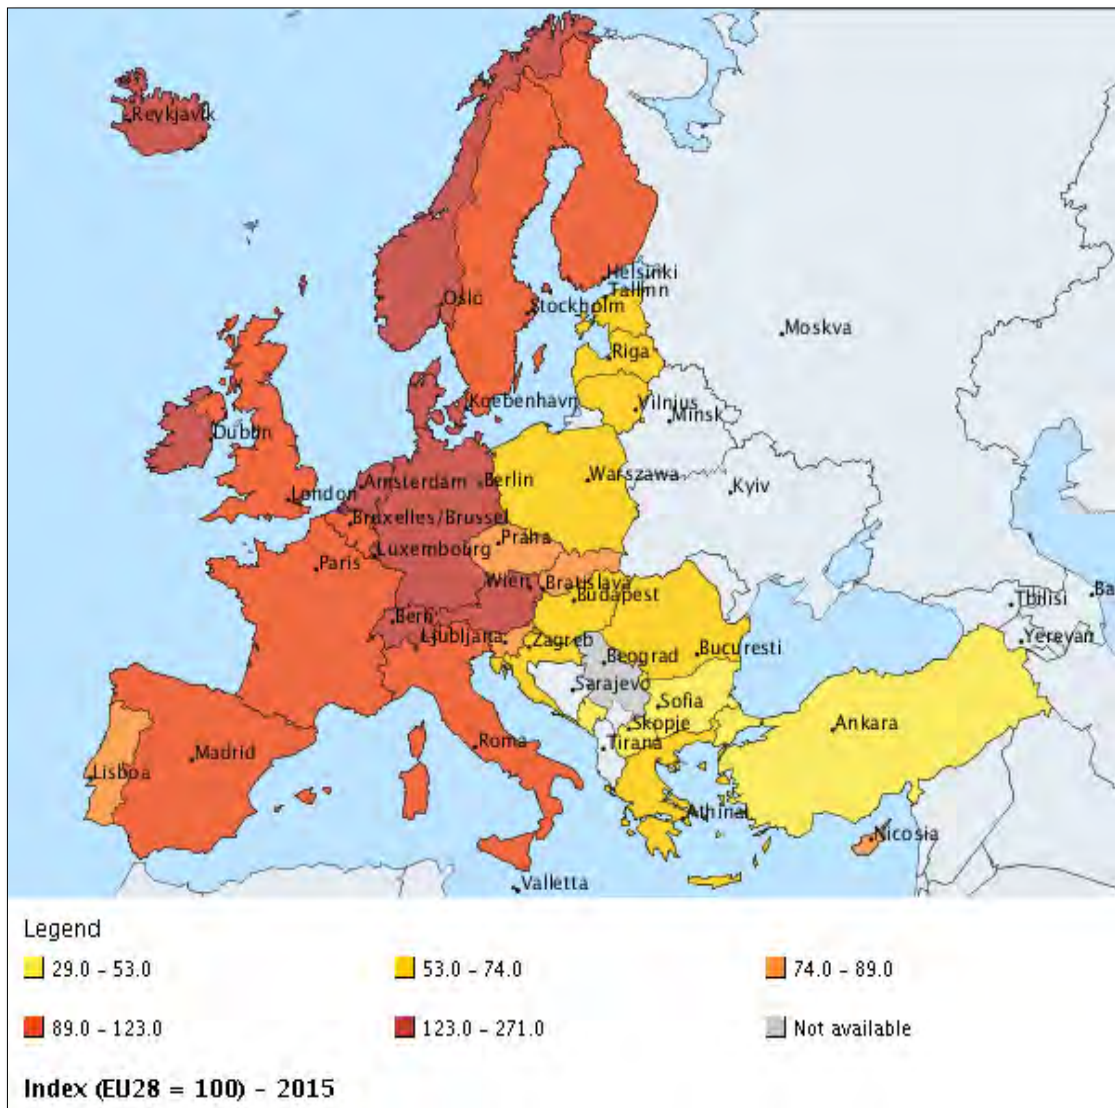 Reykjavik
Helsinki
Tallinn
Oslo
Stockholm
Moskva
Riga
Koebenhavn
Vilnius
Minsk
Dublin
Amsterdam
Berlin
Warszawa
Kyiv
London
Bruxelles/Brussel
Praha
Luxembourg
Paris
Wien
Bratislava
Budapest
Tbilisi
Ba
Bern
Ljubljana
Zagreb
Beograd
Bucuresti
Yerevan
Sarajevo
Sofia
Skopje
Ankara
Roma
Tirana
Madrid
Lisboa
Athinai
Nicosia
Valletta
Legend
29.0 – 53.0 53.0 – 74.0 74.0 – 89.0
89.0 – 123.0 123.0 – 271.0 Not available
Index (EU28 = 100) – 2015